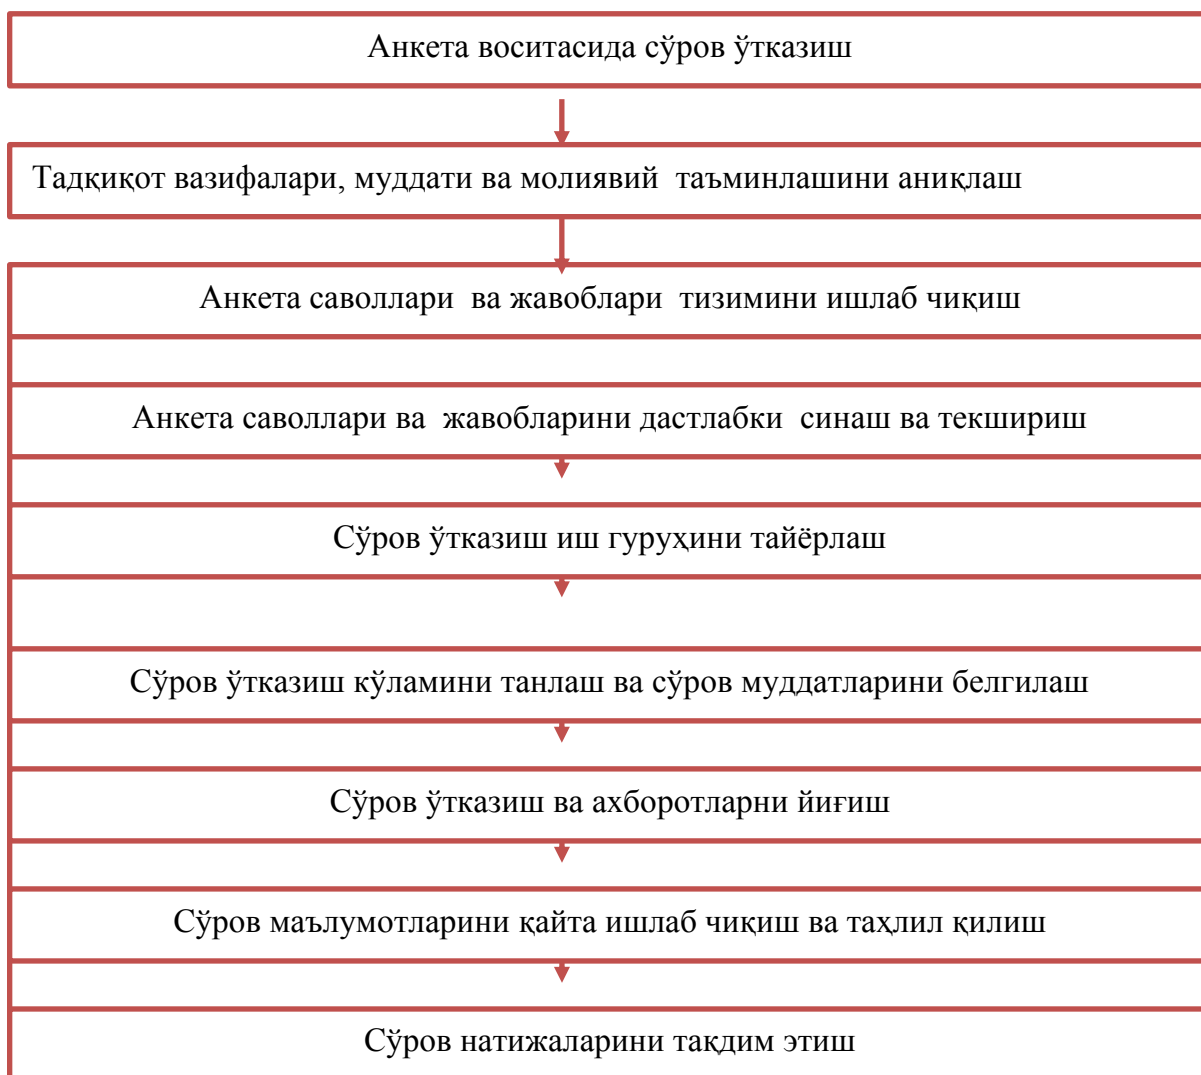 Анкета воситасида сўров ўтказиш
Тадқиқот вазифалари, муддати ва молиявий таъминлашини аниқлаш
Анкета саволлари ва жавоблари тизимини ишлаб чиқиш
Анкета саволлари ва жавобларини дастлабки синаш ва текшириш
Сўров ўтказиш иш гуруҳини тайёрлаш
Сўров ўтказиш кўламини танлаш ва сўров муддатларини белгилаш
Сўров ўтказиш ва ахборотларни йиғиш
Сўров маълумотларини қайта ишлаб чиқиш ва таҳлил қилиш
Сўров натижаларини тақдим этиш